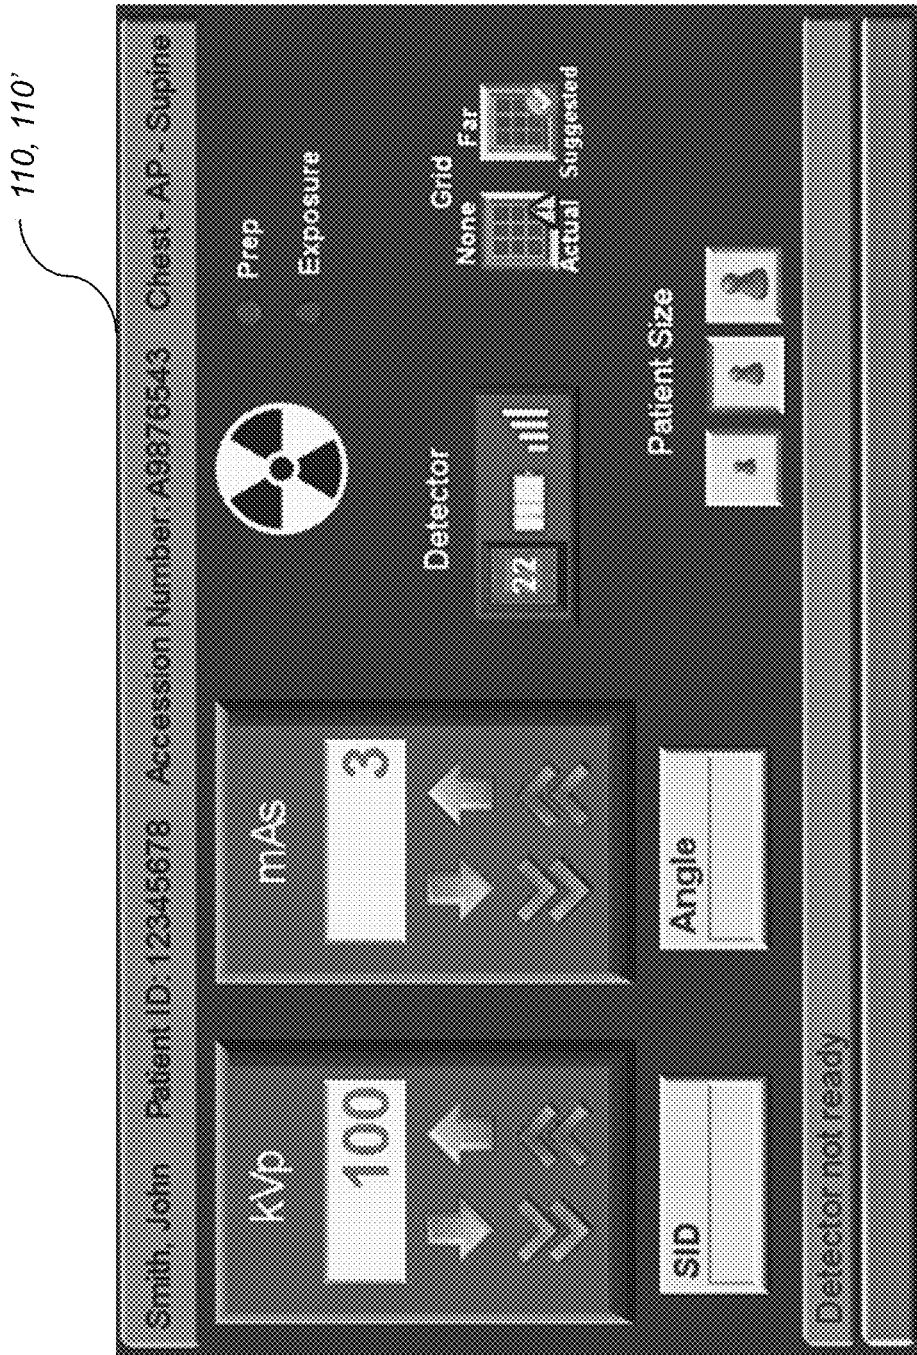 110, 110'
Smith, John Patient ID 12345678 Accession Number A9876543 Chest - AP - Supine
kVp
100
mAs
3
Prep
Exposure
Detector
22
Grid
None Far
Actual Suggested
SID
Angle
Patient Size
Detector not ready